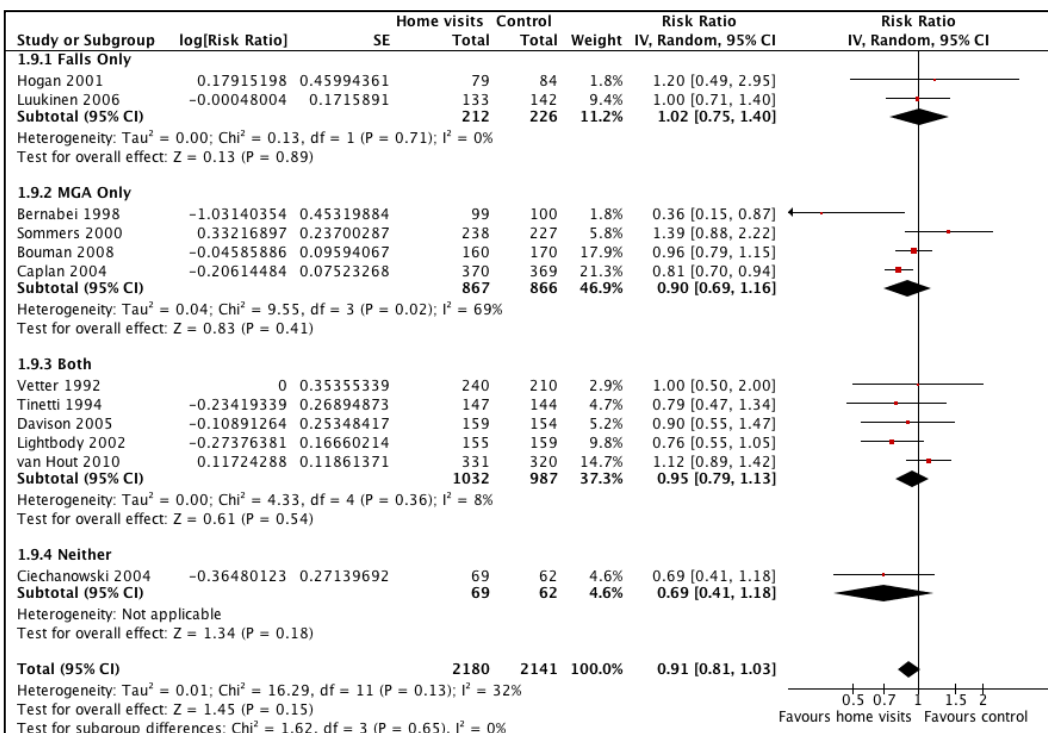 Home visits Control Risk Ratio Risk Ratio
Study or Subgroup log[Risk Ratio] SE Total Total Weight IV, Random, 95% CI IV, Random, 95% CI
1.9.1 Falls Only
Hogan 2001 0.17915198 0.45994361 79 84 1.8% 1.20 [0.49, 2.95]
Luukinen 2006 -0.00048004 0.1715891 133 142 9.4% 1.00 [0.71, 1.40]
Subtotal (95% CI) 212 226 11.2% 1.02 [0.75, 1.40]
Heterogeneity: Tau² = 0.00; Chi² = 0.13, df = 1 (P = 0.71); I² = 0%
Test for overall effect: Z = 0.13 (P = 0.89)
1.9.2 MGA Only
Bernabei 1998 -1.03140354 0.45319884 99 100 1.8% 0.36 [0.15, 0.87]
Sommers 2000 0.33216897 0.23700287 238 227 5.8% 1.39 [0.88, 2.22]
Bouman 2008 -0.04585886 0.09594067 160 170 17.9% 0.96 [0.79, 1.15]
Caplan 2004 -0.20614484 0.07523268 370 369 21.3% 0.81 [0.70, 0.94]
Subtotal (95% CI) 867 866 46.9% 0.90 [0.69, 1.16]
Heterogeneity: Tau² = 0.04; Chi² = 9.55, df = 3 (P = 0.02); I² = 69%
Test for overall effect: Z = 0.83 (P = 0.41)
1.9.3 Both
Vetter 1992 0 0.35355339 240 210 2.9% 1.00 [0.50, 2.00]
Tinetti 1994 -0.23419339 0.26894873 147 144 4.7% 0.79 [0.47, 1.34]
Davison 2005 -0.10891264 0.25348417 159 154 5.2% 0.90 [0.55, 1.47]
Lightbody 2002 -0.27376381 0.16660214 155 159 9.8% 0.76 [0.55, 1.05]
van Hout 2010 0.11724288 0.11861371 331 320 14.7% 1.12 [0.89, 1.42]
Subtotal (95% CI) 1032 987 37.3% 0.95 [0.79, 1.13]
Heterogeneity: Tau² = 0.00; Chi² = 4.33, df = 4 (P = 0.36); I² = 8%
Test for overall effect: Z = 0.61 (P = 0.54)
1.9.4 Neither
Ciechanowski 2004 -0.36480123 0.27139692 69 62 4.6% 0.69 [0.41, 1.18]
Subtotal (95% CI) 69 62 4.6% 0.69 [0.41, 1.18]
Heterogeneity: Not applicable
Test for overall effect: Z = 1.34 (P = 0.18)
Total (95% CI) 2180 2141 100.0% 0.91 [0.81, 1.03]
Heterogeneity: Tau² = 0.01; Chi² = 16.29, df = 11 (P = 0.13); I² = 32%
Test for overall effect: Z = 1.45 (P = 0.15)
Test for subgroup differences: Chi² = 1.62, df = 3 (P = 0.65), I² = 0%
0.5 0.7 1 1.5 2
Favours home visits Favours control